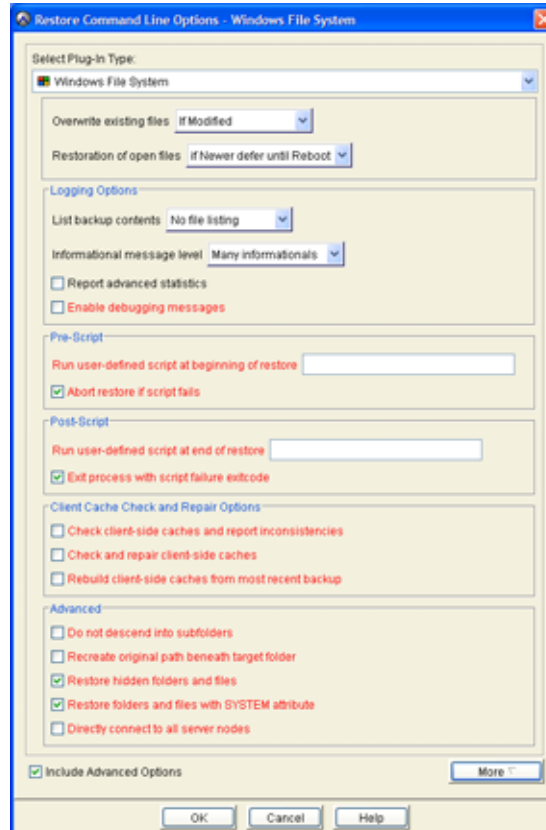 Restore Command Line Options - Windows File System
Select Plug-In Type:
Windows File System
Overwrite existing files If Modified
Restoration of open files if Newer defer until Reboot
Logging Options
List backup contents No file listing
Informational message level Many informationals
Report advanced statistics
Enable debugging messages
Pre-Script
Run user-defined script at beginning of restore
Abort restore if script fails
Post-Script
Run user-defined script at end of restore
Exit process with script failure exitcode
Client Cache Check and Repair Options
Check client-side caches and report inconsistencies
Check and repair client-side caches
Rebuild client-side caches from most recent backup
Advanced
Do not descend into subfolders
Recreate original path beneath target folder
Restore hidden folders and files
Restore folders and files with SYSTEM attribute
Directly connect to all server nodes
Include Advanced Options More
OK Cancel Help